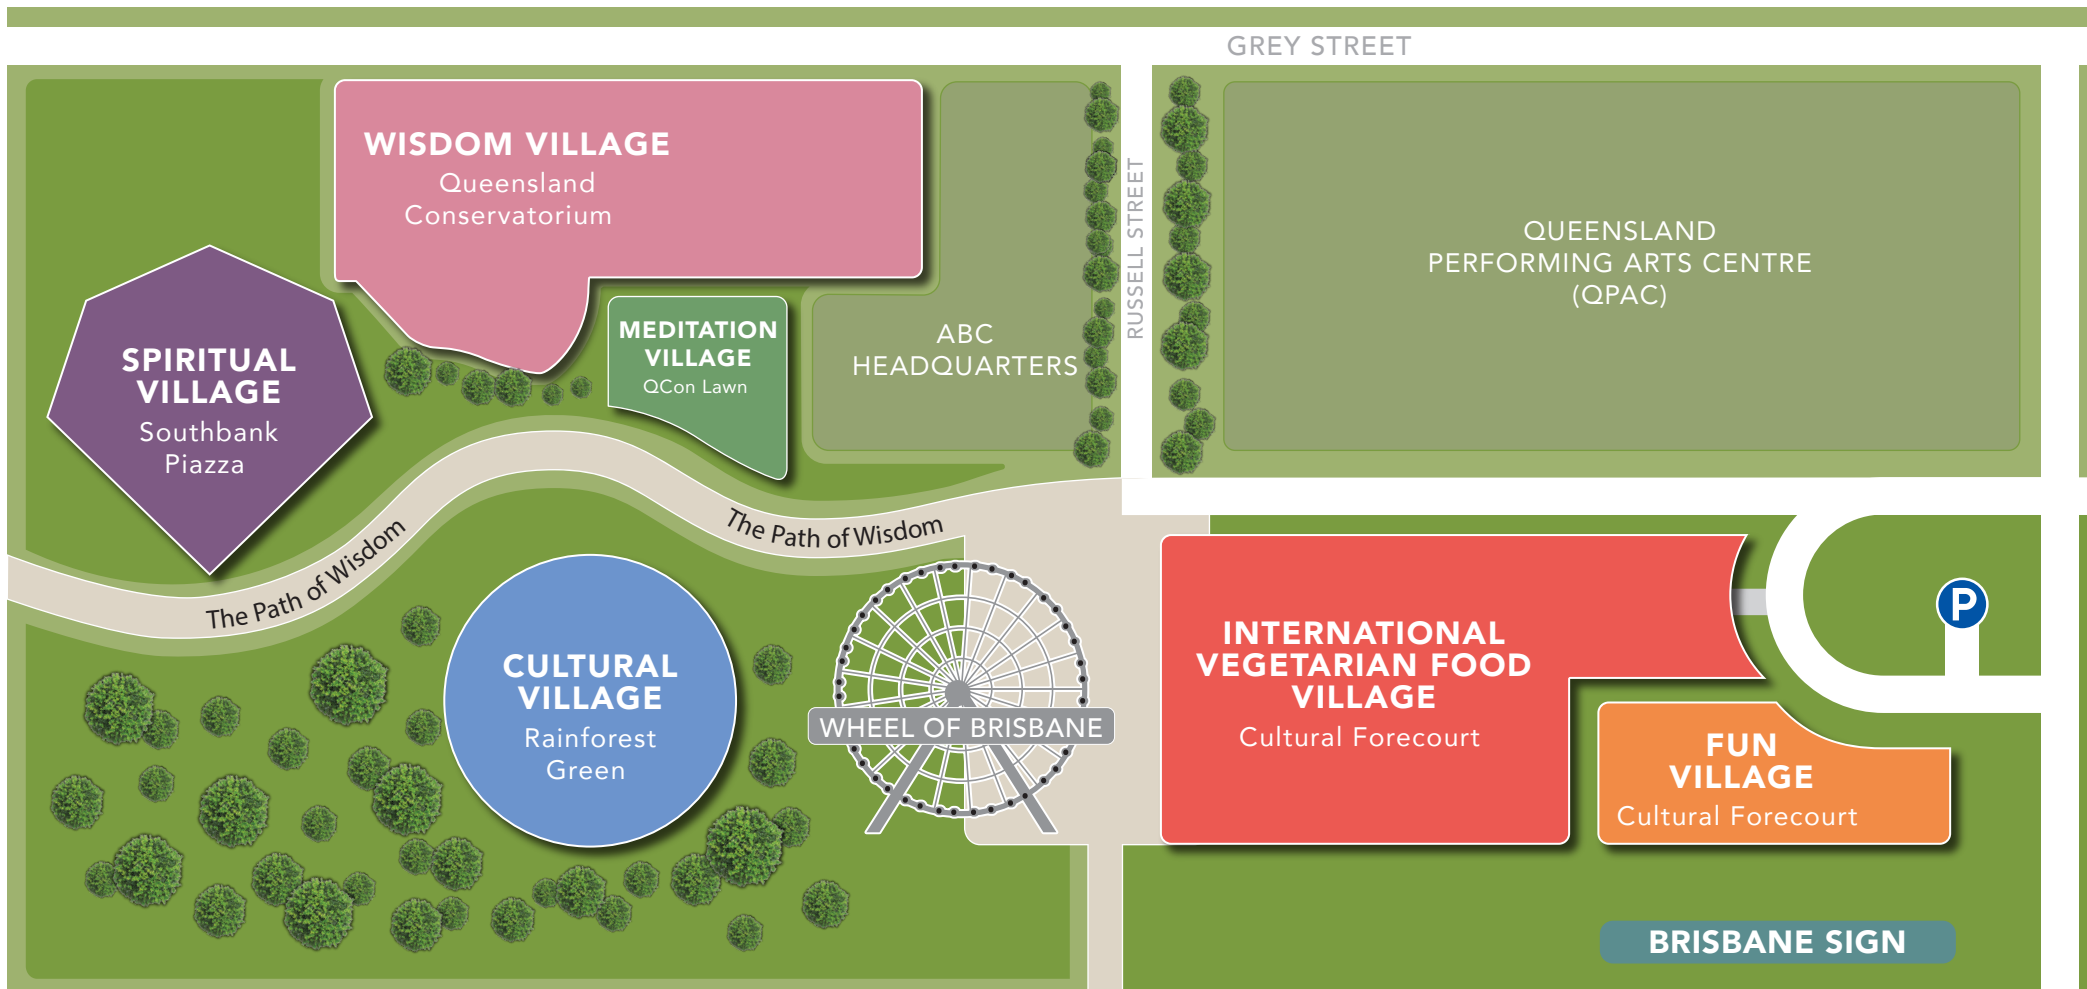 GREY STREET
WISDOM VILLAGE
Queensland
Conservatorium
RUSSELL STREET
QUEENSLAND
PERFORMING ARTS CENTRE
(QPAC)
MEDITATION
VILLAGE
QCon Lawn
ABC
HEADQUARTERS
SPIRITUAL
VILLAGE
Southbank
Piazza
The Path of Wisdom
The Path of Wisdom
CULTURAL
VILLAGE
Rainforest
Green
WHEEL OF BRISBANE
INTERNATIONAL
VEGETARIAN FOOD
VILLAGE
Cultural Forecourt
P
FUN
VILLAGE
Cultural Forecourt
BRISBANE SIGN